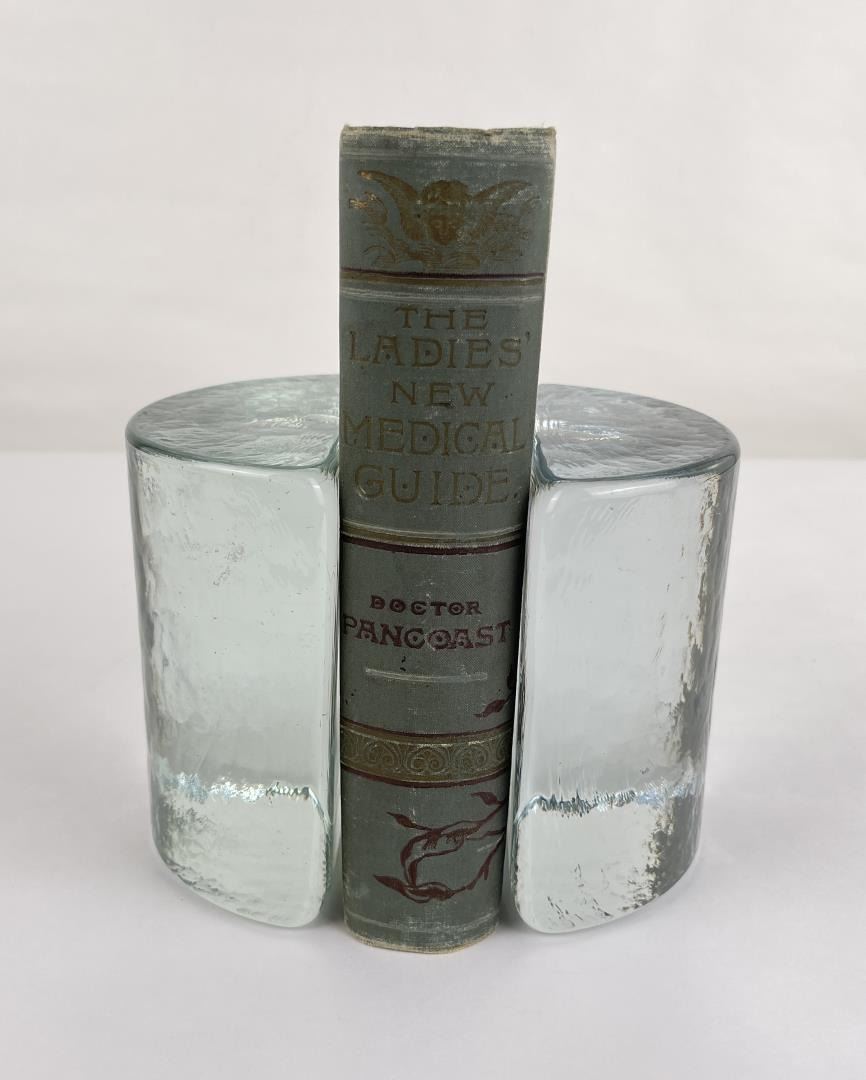 THE
LADIES'
NEW
MEDICAL
GUIDE.
DOCTOR
PANCOAST